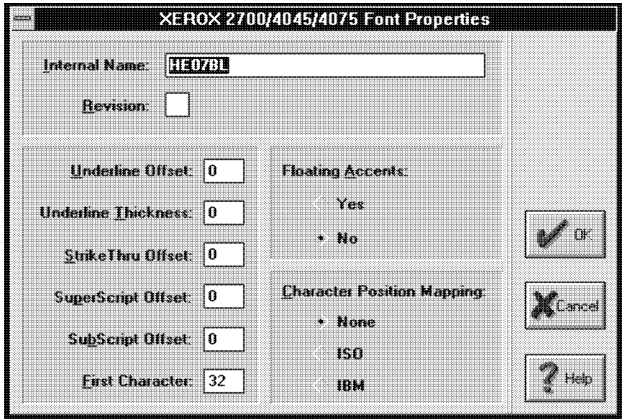 XEROX 2700/4045/4075 Font Properties
Internal Name: HE07BL
Revision:
Underline Offset: 0
Underline Thickness: 0
StrikeThru Offset: 0
SuperScript Offset: 0
SubScript Offset: 0
First Character: 32
Floating Accents:
Yes
No
Character Position Mapping:
None
ISO
IBM
OK
Cancel
Help